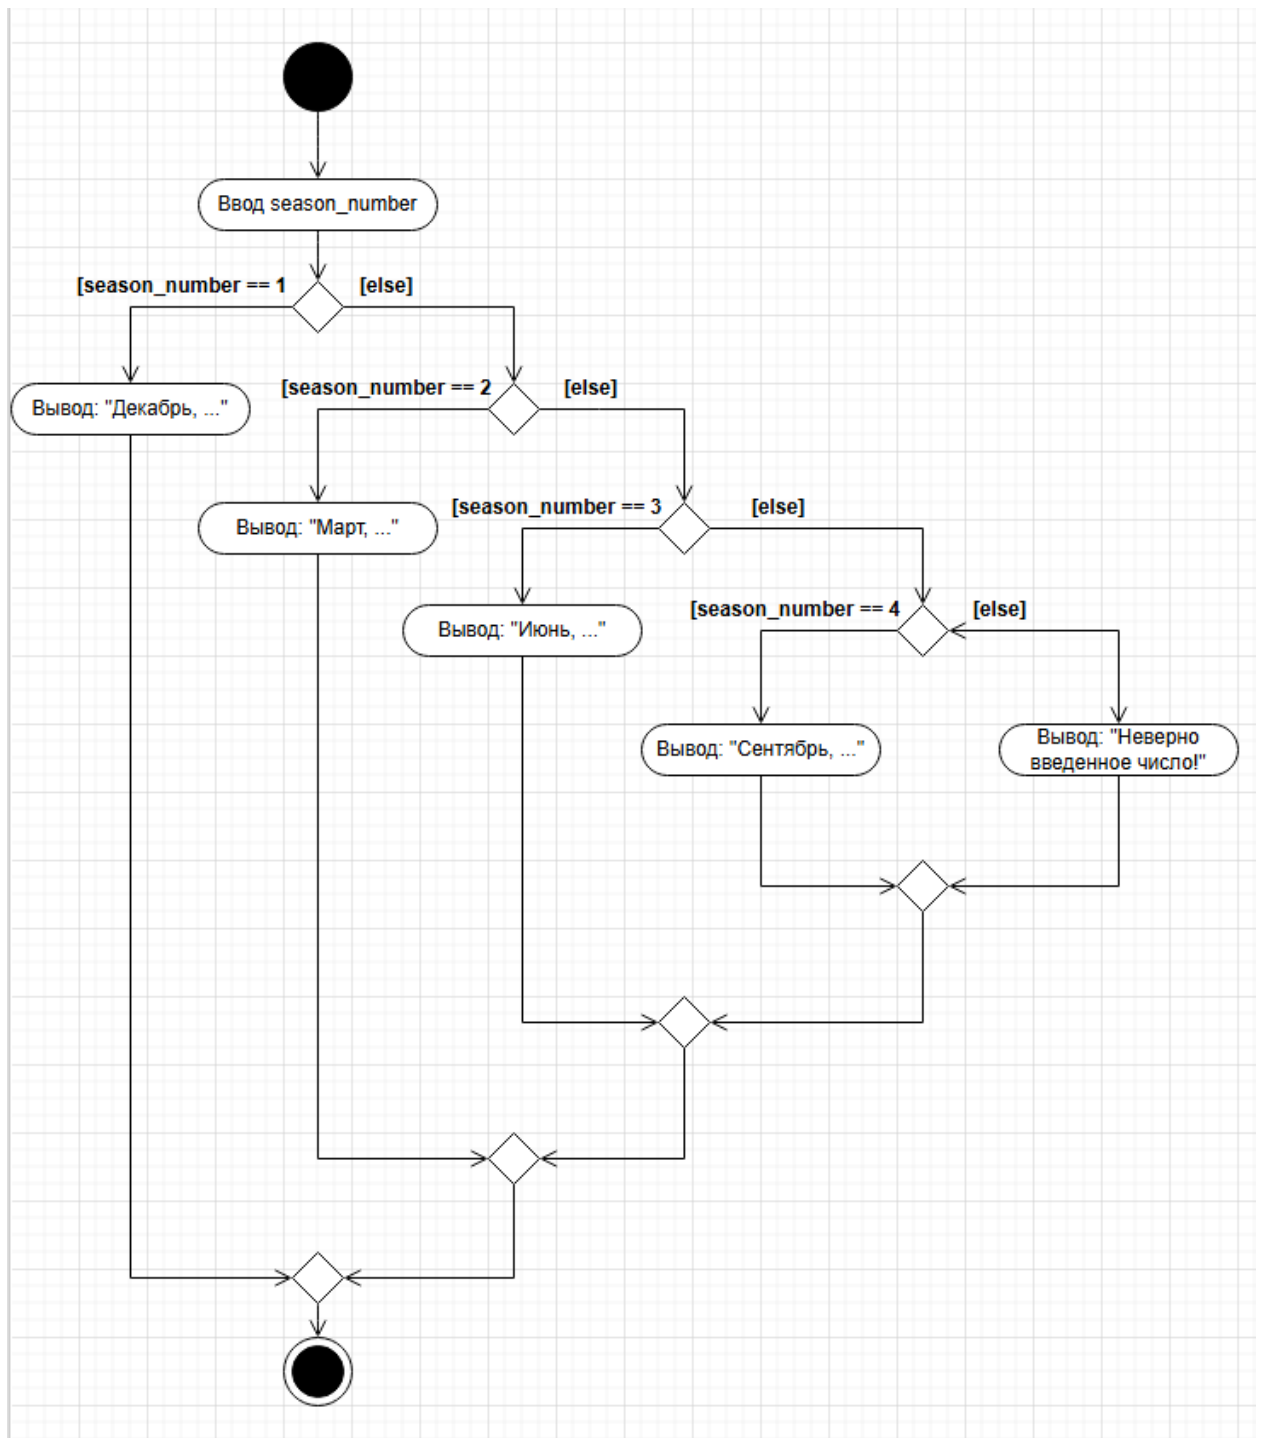 Ввод season_number
[season_number == 1
[else]
Вывод: "Декабрь, ..."
[season_number == 2
[else]
Вывод: "Март, ..."
[season_number == 3
[else]
Вывод: "Июнь, ..."
[season_number == 4
[else]
Вывод: "Сентябрь, ..."
Вывод: "Неверно
введенное число!"